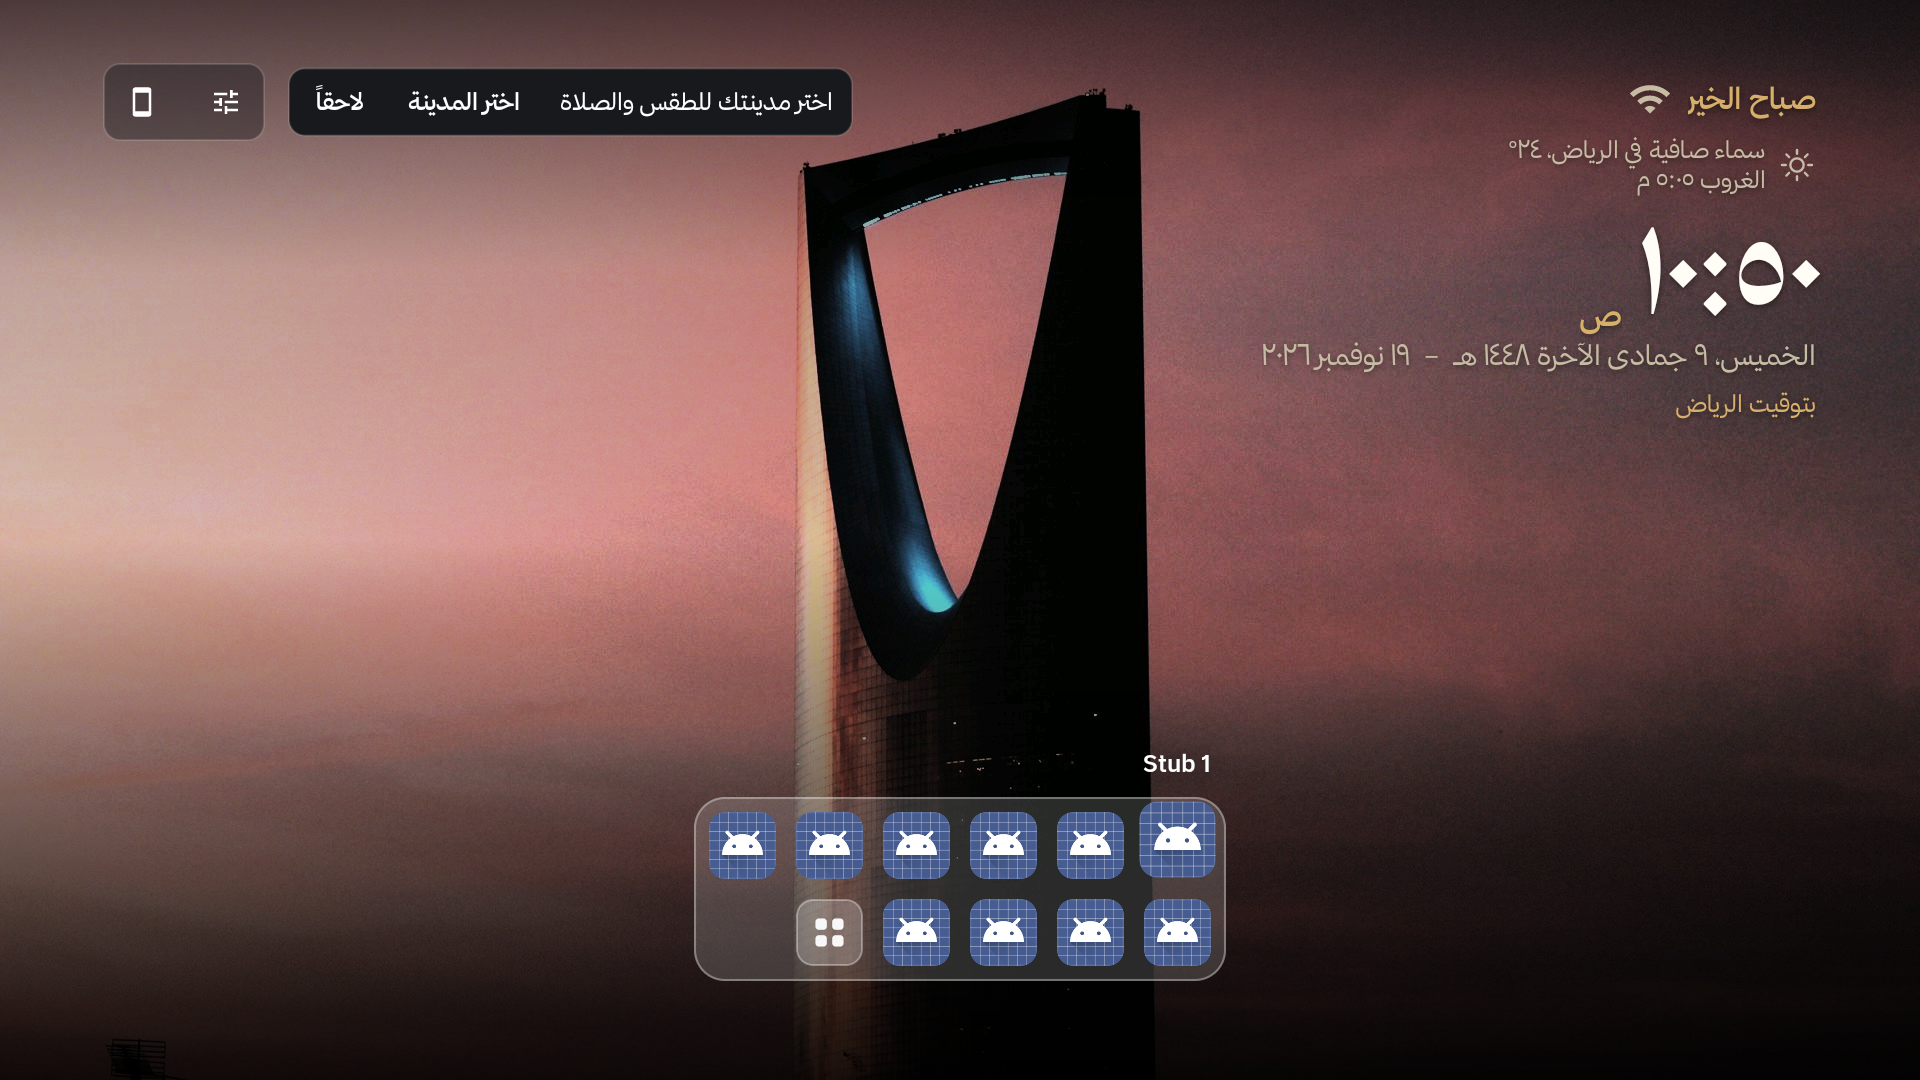 صباح الخير
سماء صافية في الرياض، ٢٤°
الغروب ٥:٠٥ م
١٠:٥٠ ص
الخميس، ٩ جمادى الآخرة ١٤٤٨ هـ – ١٩ نوفمبر ٢٠٢٦
بتوقيت الرياض
اختر مدينتك للطقس والصلاة
اختر المدينة
لاحقاً
Stub 1